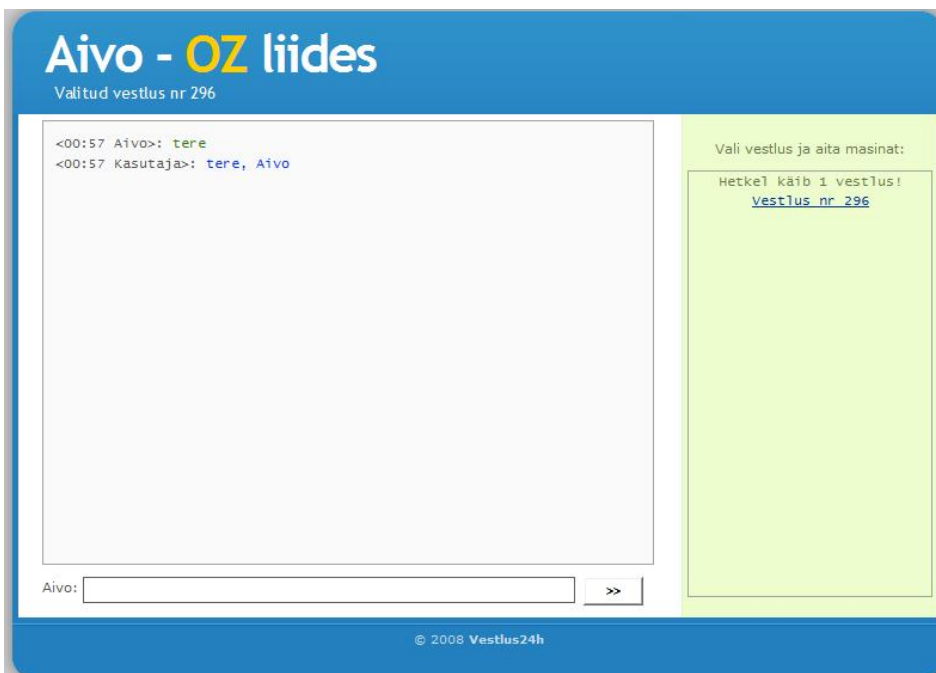 Aivo - OZ liides
Valitud vestlus nr 296
<00:57 Aivo>: tere
<00:57 Kasutaja>: tere, Aivo
Aivo:
>>
Vali vestlus ja aita masinat:
Hetkel käib 1 vestlus!
Vestlus nr 296
© 2008 Vestlus24h